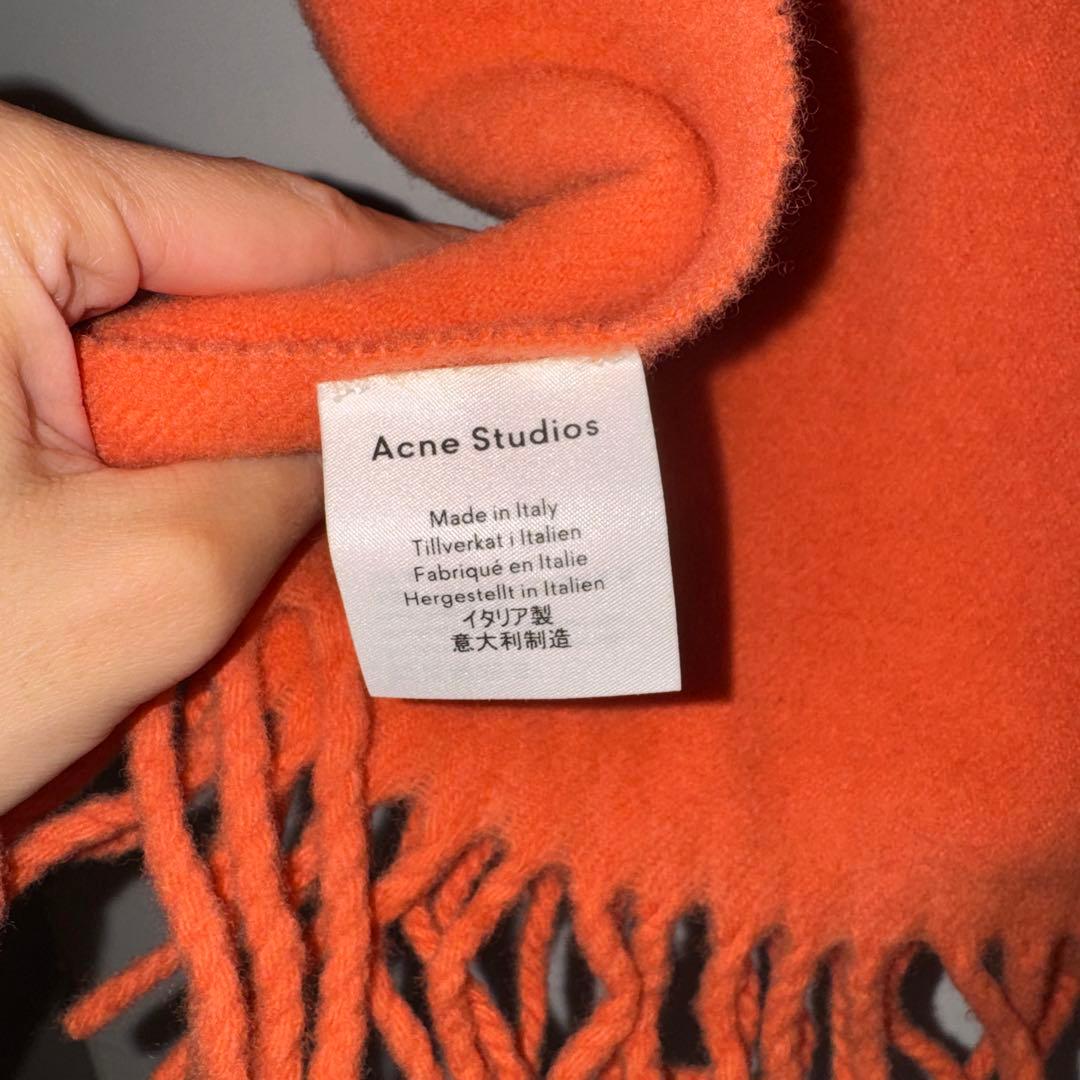 Acne Studios
Made in Italy
Tillverkat i Italien
Fabriqué en Italie
Hergestellt in Italien
イタリア製
意大利制造